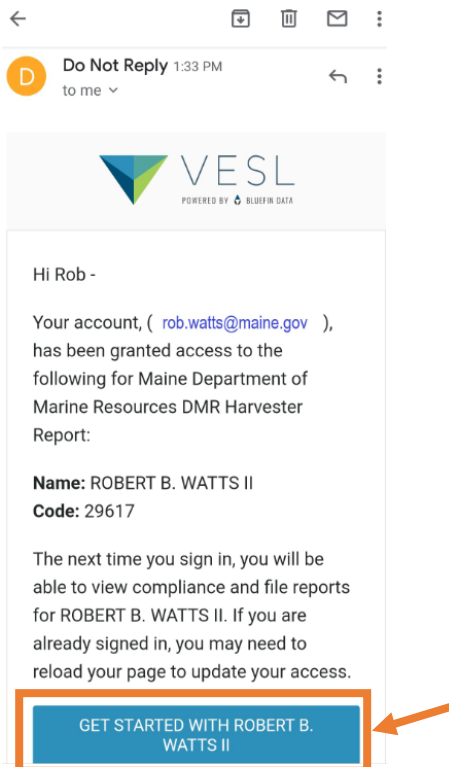 Do Not Reply 1:33 PM
D
to me
VESL
POWERED BY BLUEFIN DATA
Hi Rob -
Your account, ( rob.watts@maine.gov ),
has been granted access to the
following for Maine Department of
Marine Resources DMR Harvester
Report:
Name: ROBERT B. WATTS II
Code: 29617
The next time you sign in, you will be
able to view compliance and file reports
for ROBERT B. WATTS II. If you are
already signed in, you may need to
reload your page to update your access.
GET STARTED WITH ROBERT B.
WATTS II